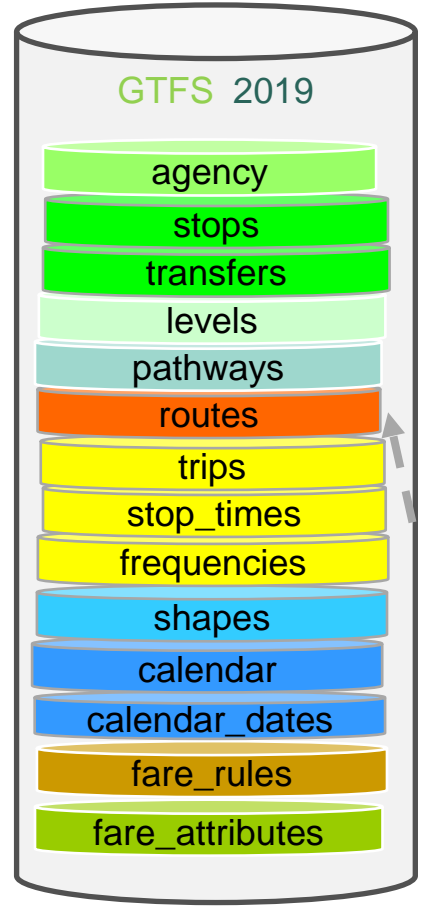 GTFS 2019
agency
stops
transfers
levels
pathways
routes
trips
stop_times
frequencies
shapes
calendar
calendar_dates
fare_rules
fare_attributes